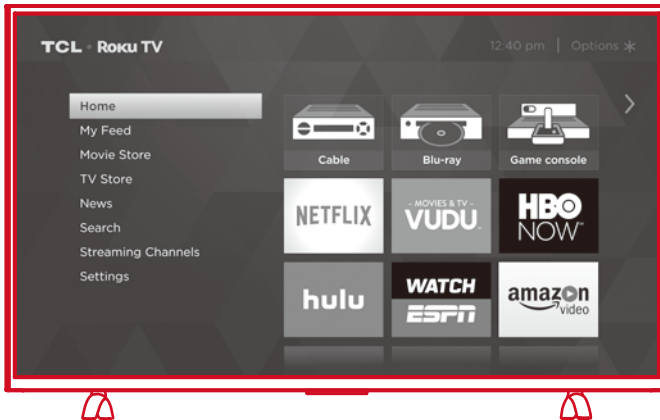 TCL • Roku TV
12:40 pm | Options ✱
Home
My Feed
Movie Store
TV Store
News
Search
Streaming Channels
Settings
Cable
Blu-ray
Game console
NETFLIX
- MOVIES & TV -
VUDU
HBO
NOW
hulu
WATCH
ESPN
amazon
video